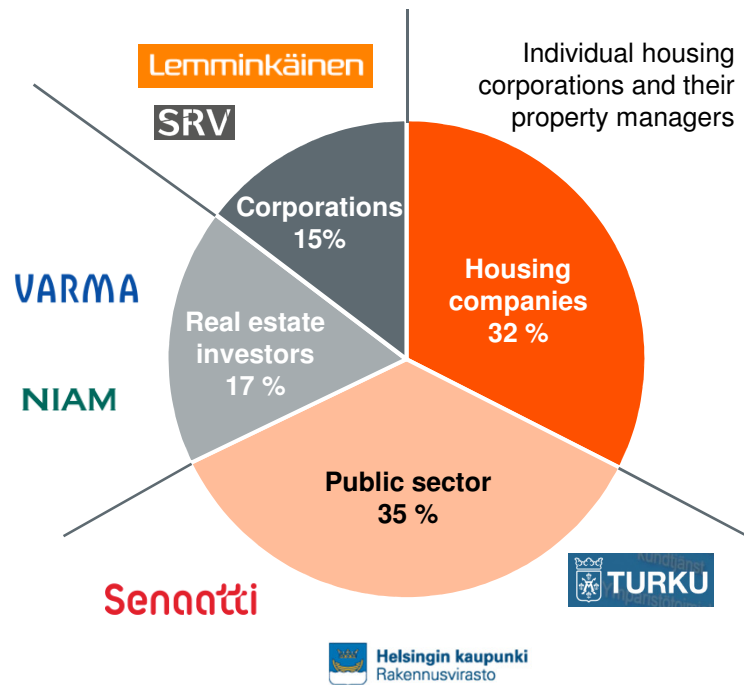 Lemminkäinen
SRV
Individual housing
corporations and their
property managers
Corporations
15%
Housing
companies
32 %
VARMA
Real estate
investors
17 %
NIAM
Public sector
35 %
Senaatti
TURKU
Helsingin kaupunki
Rakennusvirasto